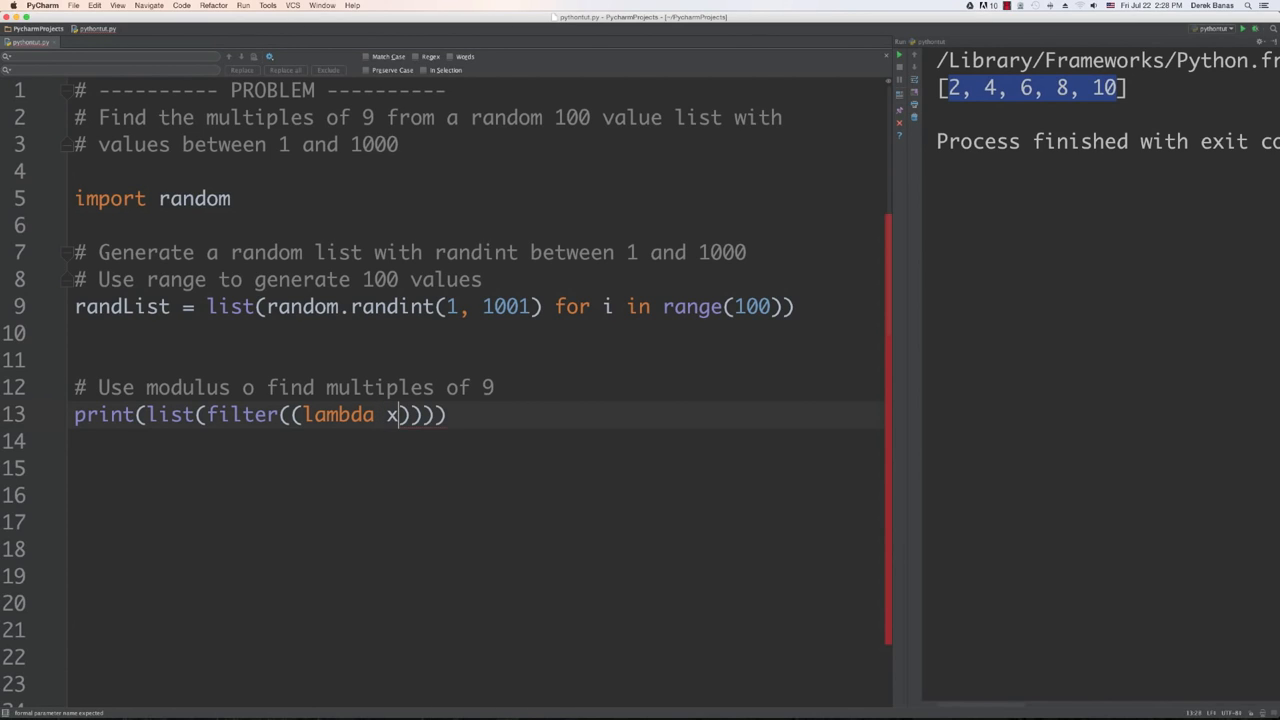 PyCharm File Edit View Navigate Code Refactor Run Tools VCS Window Help
10 Fri Jul 22 2:28 PM Derek Banas
pythontut.py - PycharmProjects - [~/PycharmProjects]
PycharmProjects pythontut.py
pythontut
Run pythontut
pythontut.py
Match Case Regex Words
Replace Replace all Exclude Preserve Case In Selection
1 # ---------- PROBLEM ----------
2 # Find the multiples of 9 from a random 100 value list with
3 # values between 1 and 1000
4
5 import random
6
7 # Generate a random list with randint between 1 and 1000
8 # Use range to generate 100 values
9 randList = list(random.randint(1, 1001) for i in range(100))
10
11
12 # Use modulus o find multiples of 9
13 print(list(filter((lambda x))))
14
15
16
17
18
19
20
21
22
23
24
/Library/Frameworks/Python.fr
[2, 4, 6, 8, 10]
Process finished with exit co
formal parameter name expected
13:28 LF÷ UTF-8÷